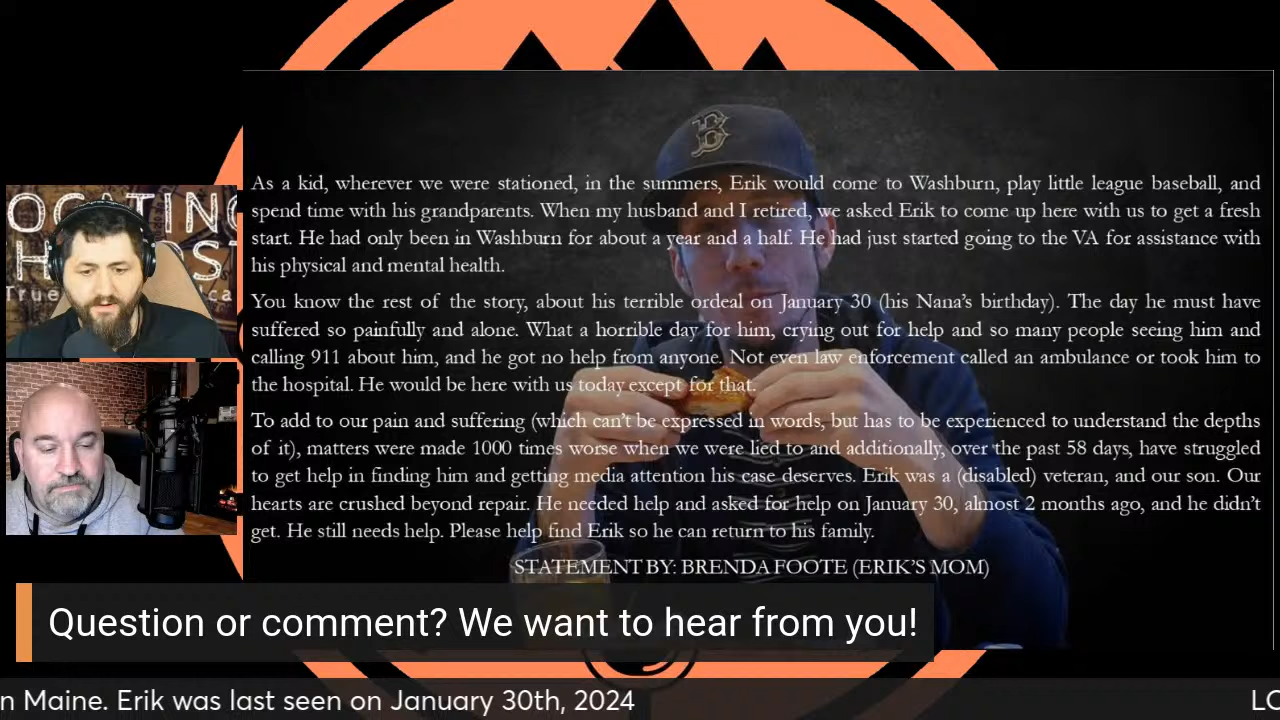 As a kid, wherever we were stationed, in the summers, Erik would come to Washburn, play little league baseball, and
spend time with his grandparents. When my husband and I retired, we asked Erik to come up here with us to get a fresh
start. He had only been in Washburn for about a year and a half. He had just started going to the VA for assistance with
his physical and mental health.
You know the rest of the story, about his terrible ordeal on January 30 (his Nana's birthday). The day he must have
suffered so painfully and alone. What a horrible day for him, crying out for help and so many people seeing him and
calling 911 about him, and he got no help from anyone. Not even law enforcement called an ambulance or took him to
the hospital. He would be here with us today except for that.
To add to our pain and suffering (which can't be expressed in words, but has to be experienced to understand the depths
of it), matters were made 1000 times worse when we were lied to and additionally, over the past 58 days, have struggled
to get help in finding him and getting media attention his case deserves. Erik was a (disabled) veteran, and our son. Our
hearts are crushed beyond repair. He needed help and asked for help on January 30, almost 2 months ago, and he didn't
get. He still needs help. Please help find Erik so he can return to his family.
STATEMENT BY: BRENDA FOOTE (ERIK'S MOM)
B
OCATING
Question or comment? We want to hear from you!
n Maine. Erik was last seen on January 30th, 2024
LO